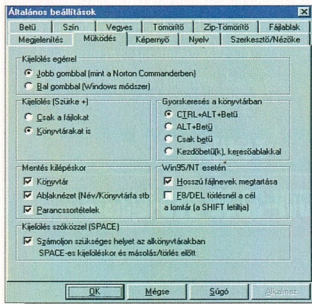 Általános beállítások
Betű Szín Vegyes Tömörítő Zip-Tömörítő Fájlablak
Megjelenítés Működés Képernyő Nyelv Szerkesztő/Nézőke
Kijelölés egérrel
Jobb gombbal (mint a Norton Commanderben)
Bal gombbal (Windows módszer)
Kijelölés (Szürke +)
Csak a fájlokat
Könyvtárakat is
Gyorskeresés a könyvtárban
CTRL+ALT+Betű
ALT+Betű
Csak betű
Kezdőbetű(k), keresőablakkal
Mentés kilépéskor
Könyvtár
Ablaknézet (Név/Könyvtárla stb
Parancssortételek
Win95/NT esetén
Hosszú fájlnevek megtartása
F8/DEL törlésnél a cél
a lomtár (a SHIFT letiltja)
Kijelölés szóközzel (SPACE)
Számoljon szükséges helyet az alkönyvtárakban
SPACE-es kijelöléskor és másolás/törlés előtt
OK Mégse Súgó Alkalmaz